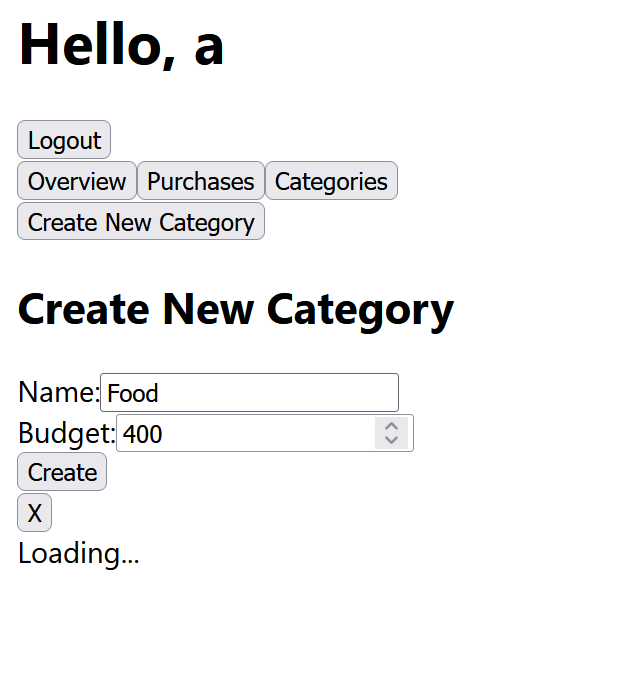 Hello, a
Logout
Overview Purchases Categories
Create New Category
Create New Category
Name: Food
Budget: 400
Create
X
Loading...